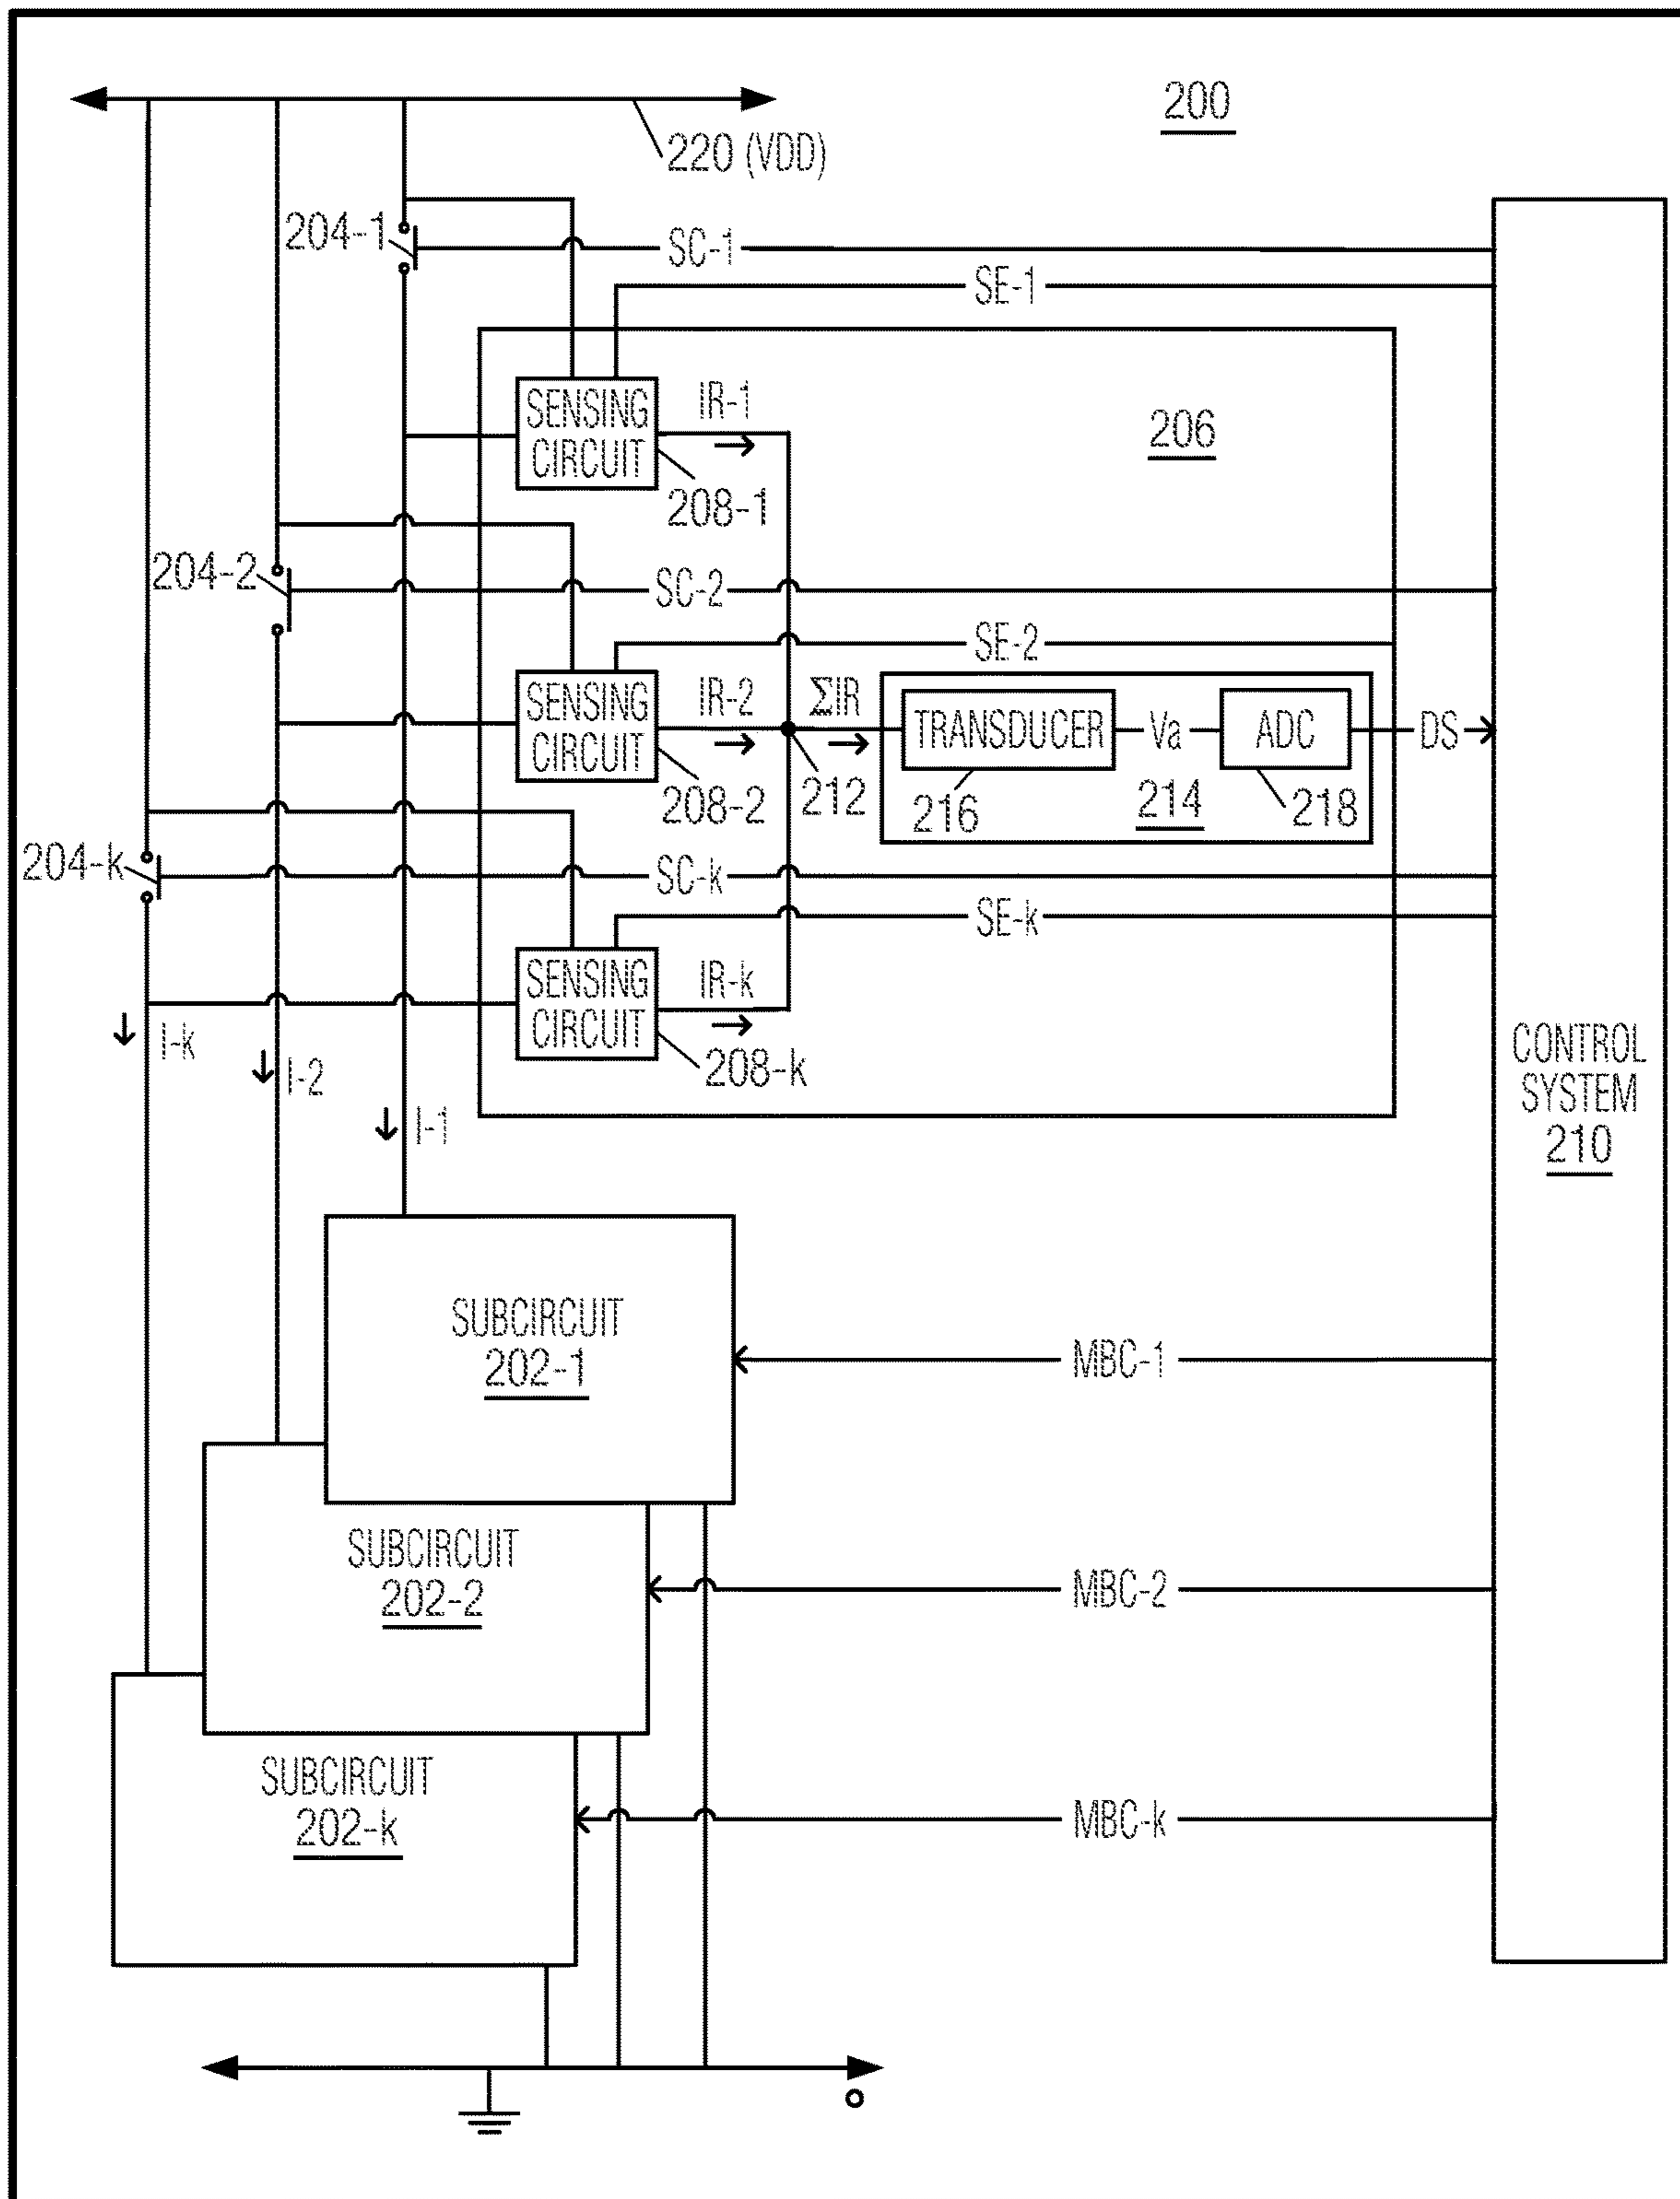 200
220 (VDD)
204-1
SC-1
SE-1
SENSING
CIRCUIT
IR-1
206
208-1
204-2
SC-2
SE-2
SENSING
CIRCUIT
IR-2
ΣIR
TRANSDUCER
Va
ADC
DS
208-2
212
216
214
218
204-k
SC-k
SE-k
SENSING
CIRCUIT
IR-k
208-k
I-k
I-2
I-1
CONTROL
SYSTEM
210
SUBCIRCUIT
202-1
MBC-1
SUBCIRCUIT
202-2
MBC-2
SUBCIRCUIT
202-k
MBC-k